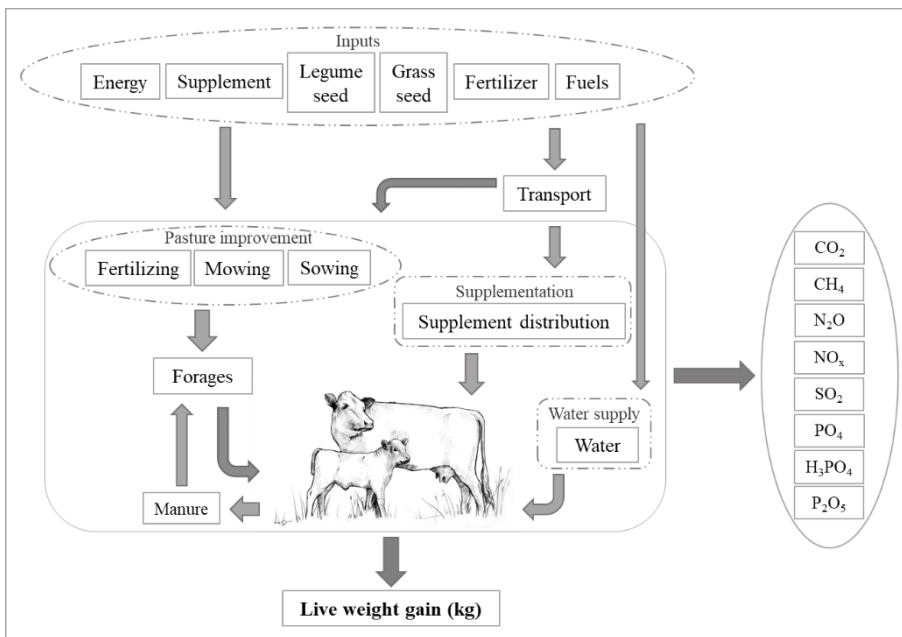 Inputs
Energy
Supplement
Legume
seed
Grass
seed
Fertilizer
Fuels
Transport
Pasture improvement
Fertilizing
Mowing
Sowing
Supplementation
Supplement distribution
Forages
Water supply
Water
Manure
Live weight gain (kg)
CO₂
CH₄
N₂O
NOₓ
SO₂
PO₄
H₃PO₄
P₂O₅